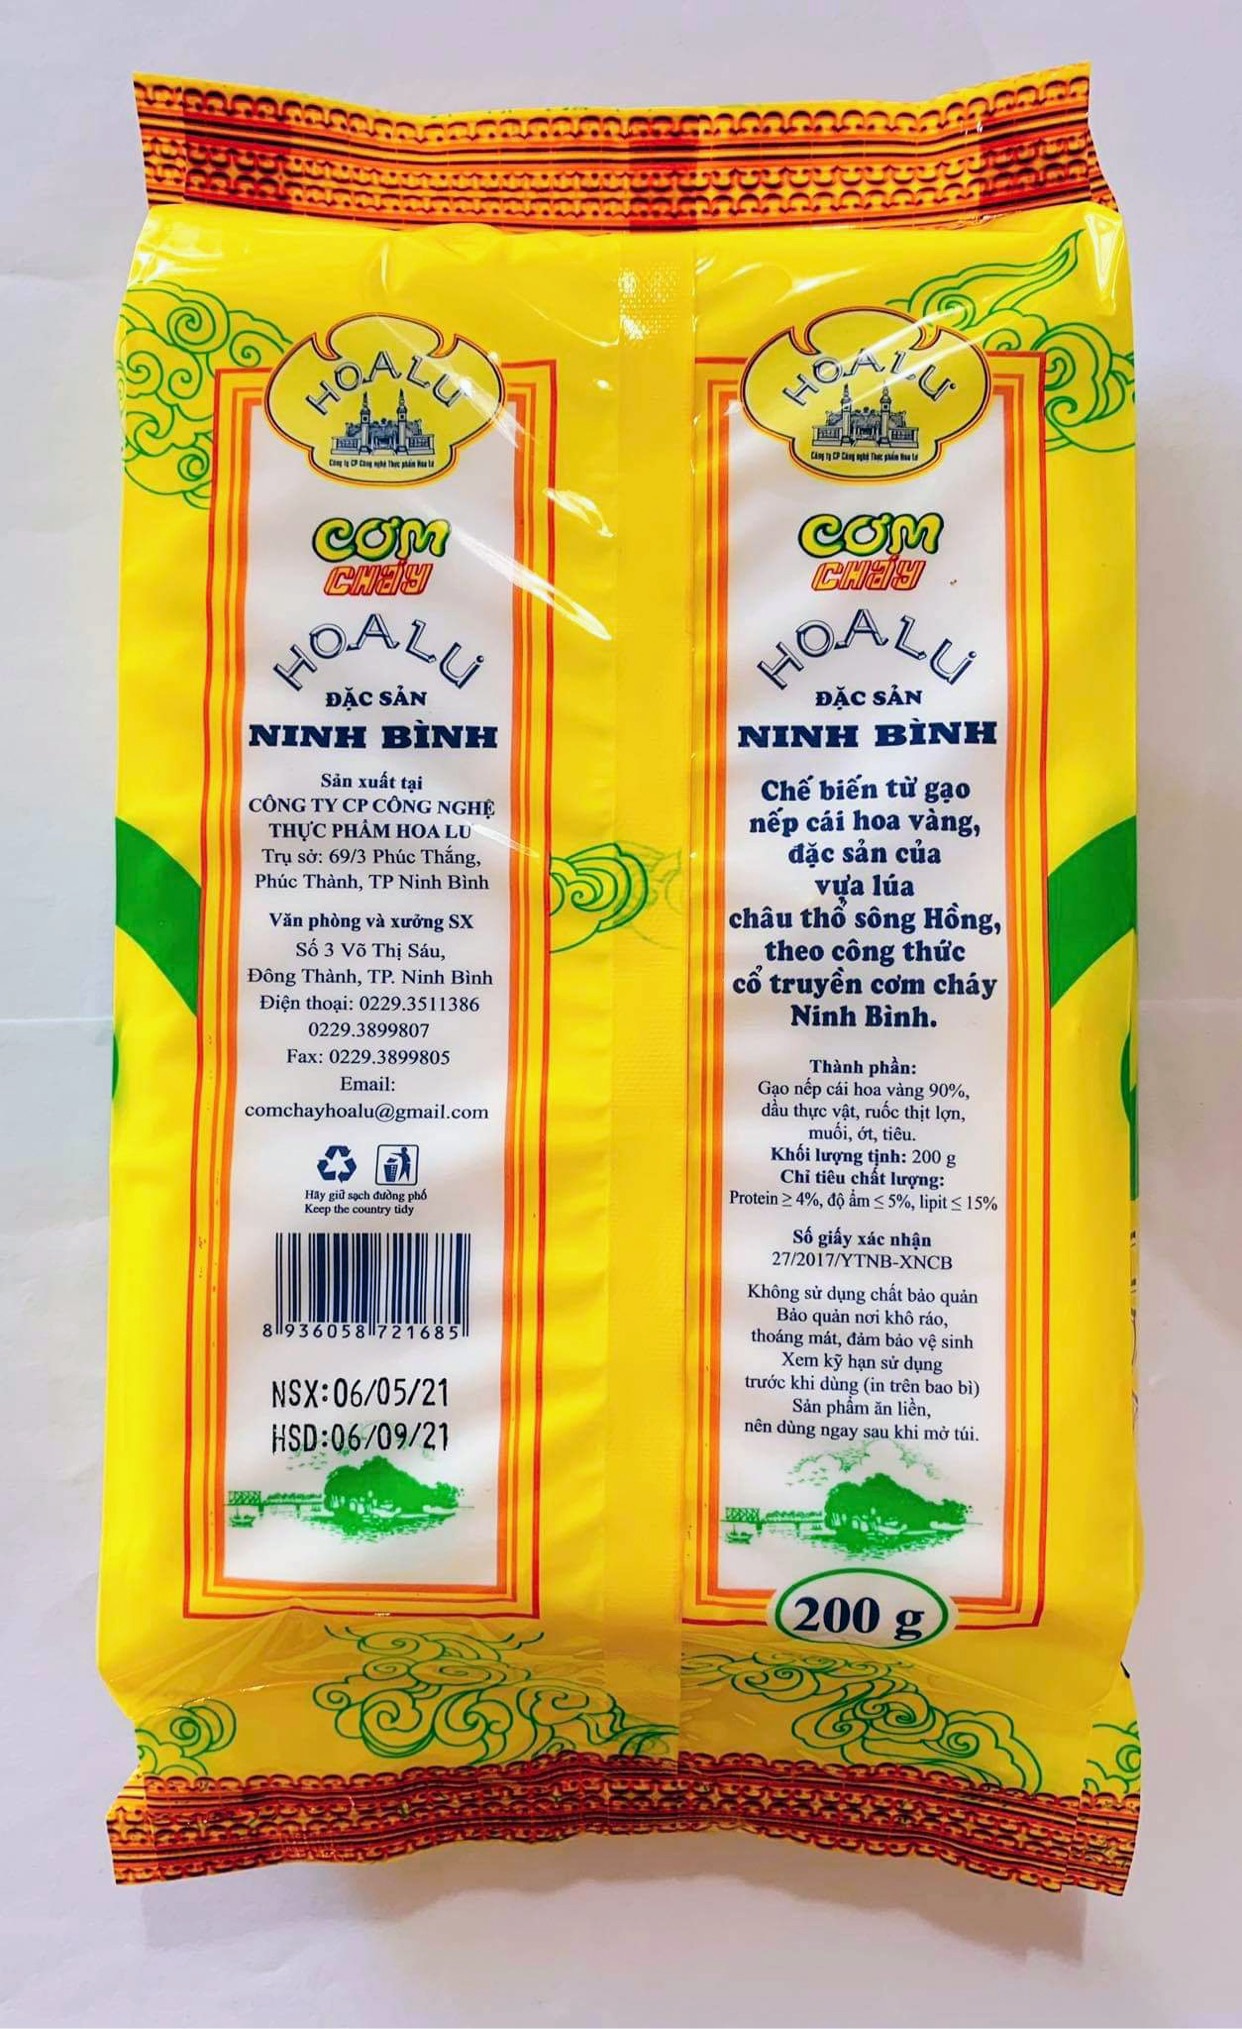 HOA LƯ
Công ty CP Công nghệ Thực phẩm Hoa Lư
CƠM
CHÁY
HOA LƯ
ĐẶC SẢN
NINH BÌNH
Sản xuất tại
CÔNG TY CP CÔNG NGHỆ
THỰC PHẨM HOA LƯ
Trụ sở: 69/3 Phúc Thắng,
Phúc Thành, TP Ninh Bình
Văn phòng và xưởng SX
Số 3 Võ Thị Sáu,
Đông Thành, TP. Ninh Bình
Điện thoại: 0229.3511386
0229.3899807
Fax: 0229.3899805
Email:
comchayhoalu@gmail.com
Hãy giữ sạch đường phố
Keep the country tidy
8 936058 721685
NSX:06/05/21
HSD:06/09/21
HOA LƯ
Công ty CP Công nghệ Thực phẩm Hoa Lư
CƠM
CHÁY
HOA LƯ
ĐẶC SẢN
NINH BÌNH
Chế biến từ gạo
nếp cái hoa vàng,
đặc sản của
vựa lúa
châu thổ sông Hồng,
theo công thức
cổ truyền cơm cháy
Ninh Bình.
Thành phần:
Gạo nếp cái hoa vàng 90%,
dầu thực vật, ruốc thịt lợn,
muối, ớt, tiêu.
Khối lượng tịnh: 200 g
Chỉ tiêu chất lượng:
Protein ≥ 4%, độ ẩm ≤ 5%, lipit ≤ 15%
Số giấy xác nhận
27/2017/YTNB-XNCB
Không sử dụng chất bảo quản
Bảo quản nơi khô ráo,
thoáng mát, đảm bảo vệ sinh
Xem kỹ hạn sử dụng
trước khi dùng (in trên bao bì)
Sản phẩm ăn liền,
nên dùng ngay sau khi mở túi.
200 g